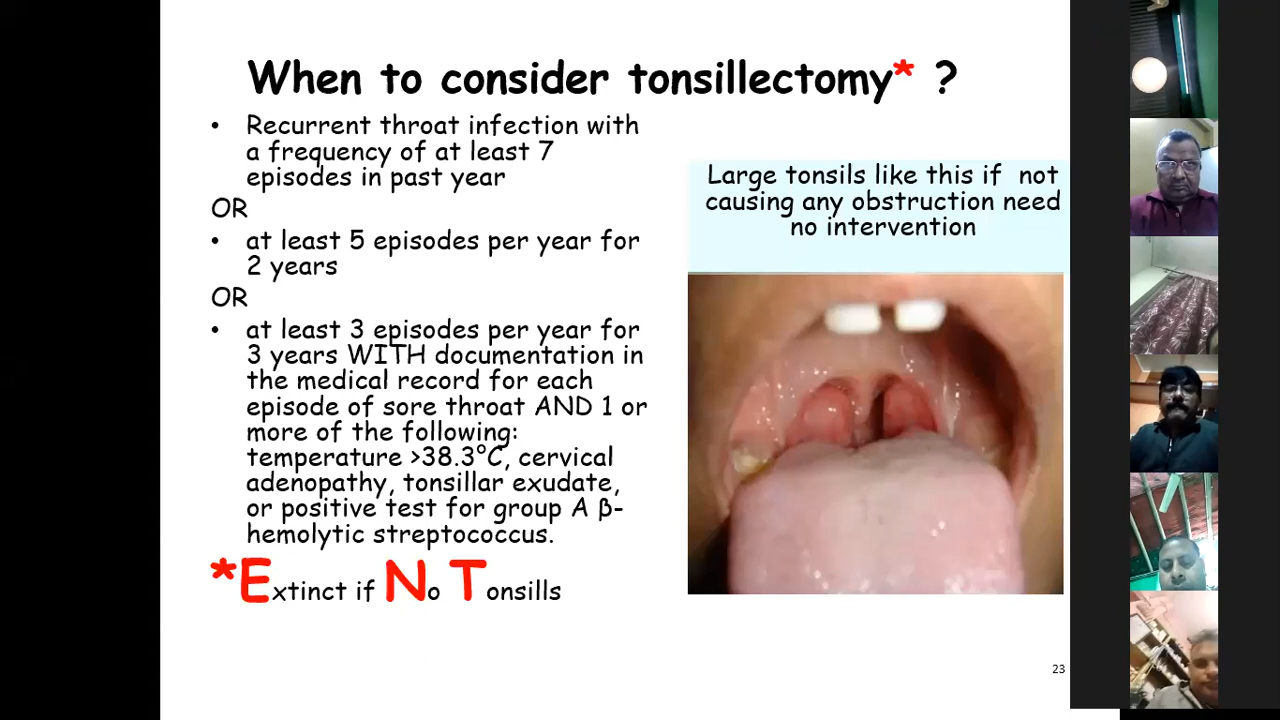 When to consider tonsillectomy* ?
• Recurrent throat infection with
a frequency of at least 7
episodes in past year
OR
• at least 5 episodes per year for
2 years
OR
• at least 3 episodes per year for
3 years WITH documentation in
the medical record for each
episode of sore throat AND 1 or
more of the following:
temperature >38.3°C, cervical
adenopathy, tonsillar exudate,
or positive test for group A β-
hemolytic streptococcus.
*Extinct if No Tonsills
Large tonsils like this if not
causing any obstruction need
no intervention
23